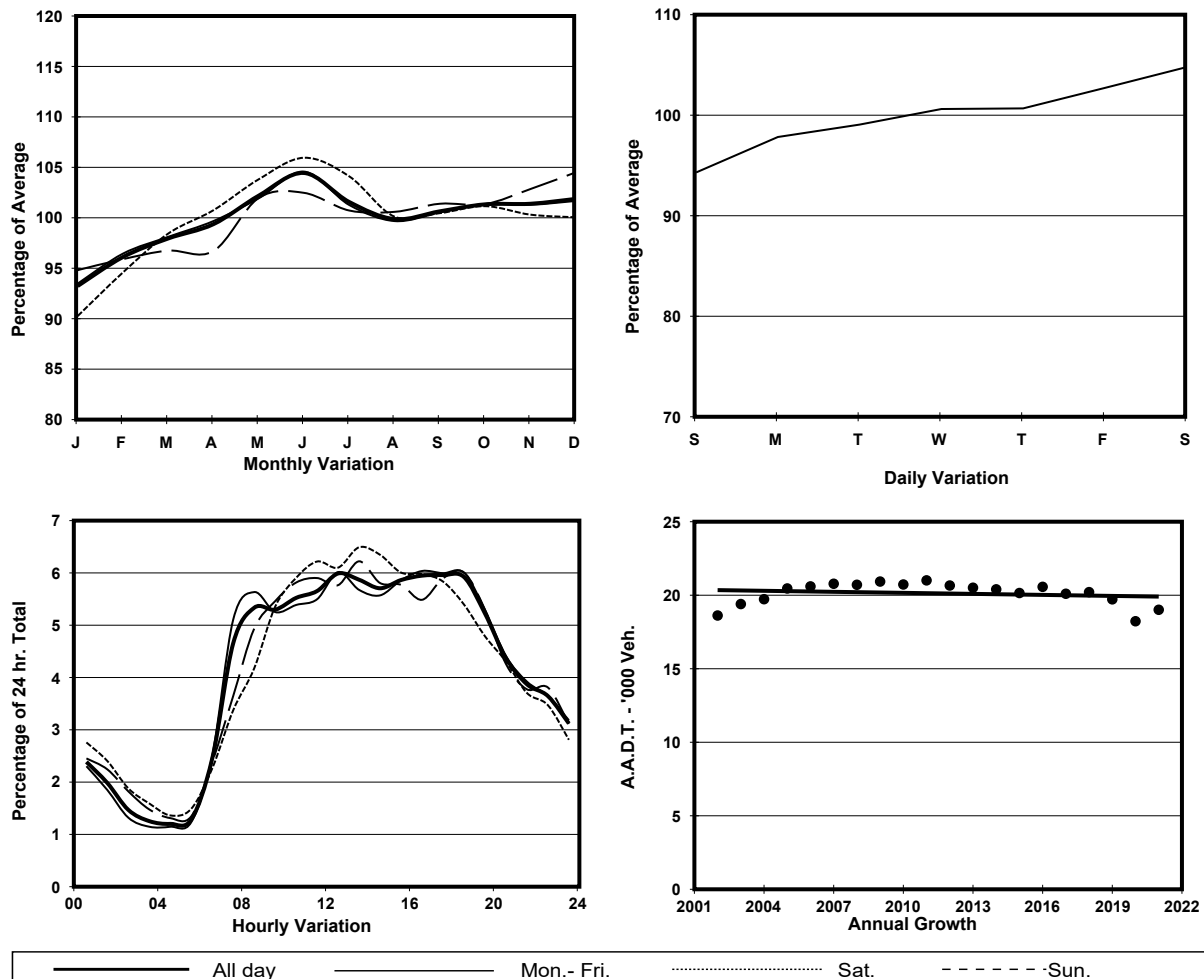 120
115
110
105
100
95
90
85
80
Percentage of Average
J F M A M J J A S O N D
Monthly Variation
110
100
90
80
70
Percentage of Average
S M T W T F S
Daily Variation
7
6
5
4
3
2
1
0
Percentage of 24 hr. Total
00 04 08 12 16 20 24
Hourly Variation
25
20
15
10
5
0
A.A.D.T. - '000 Veh.
2001 2004 2007 2010 2013 2016 2019 2022
Annual Growth
All day Mon.- Fri. Sat. Sun.